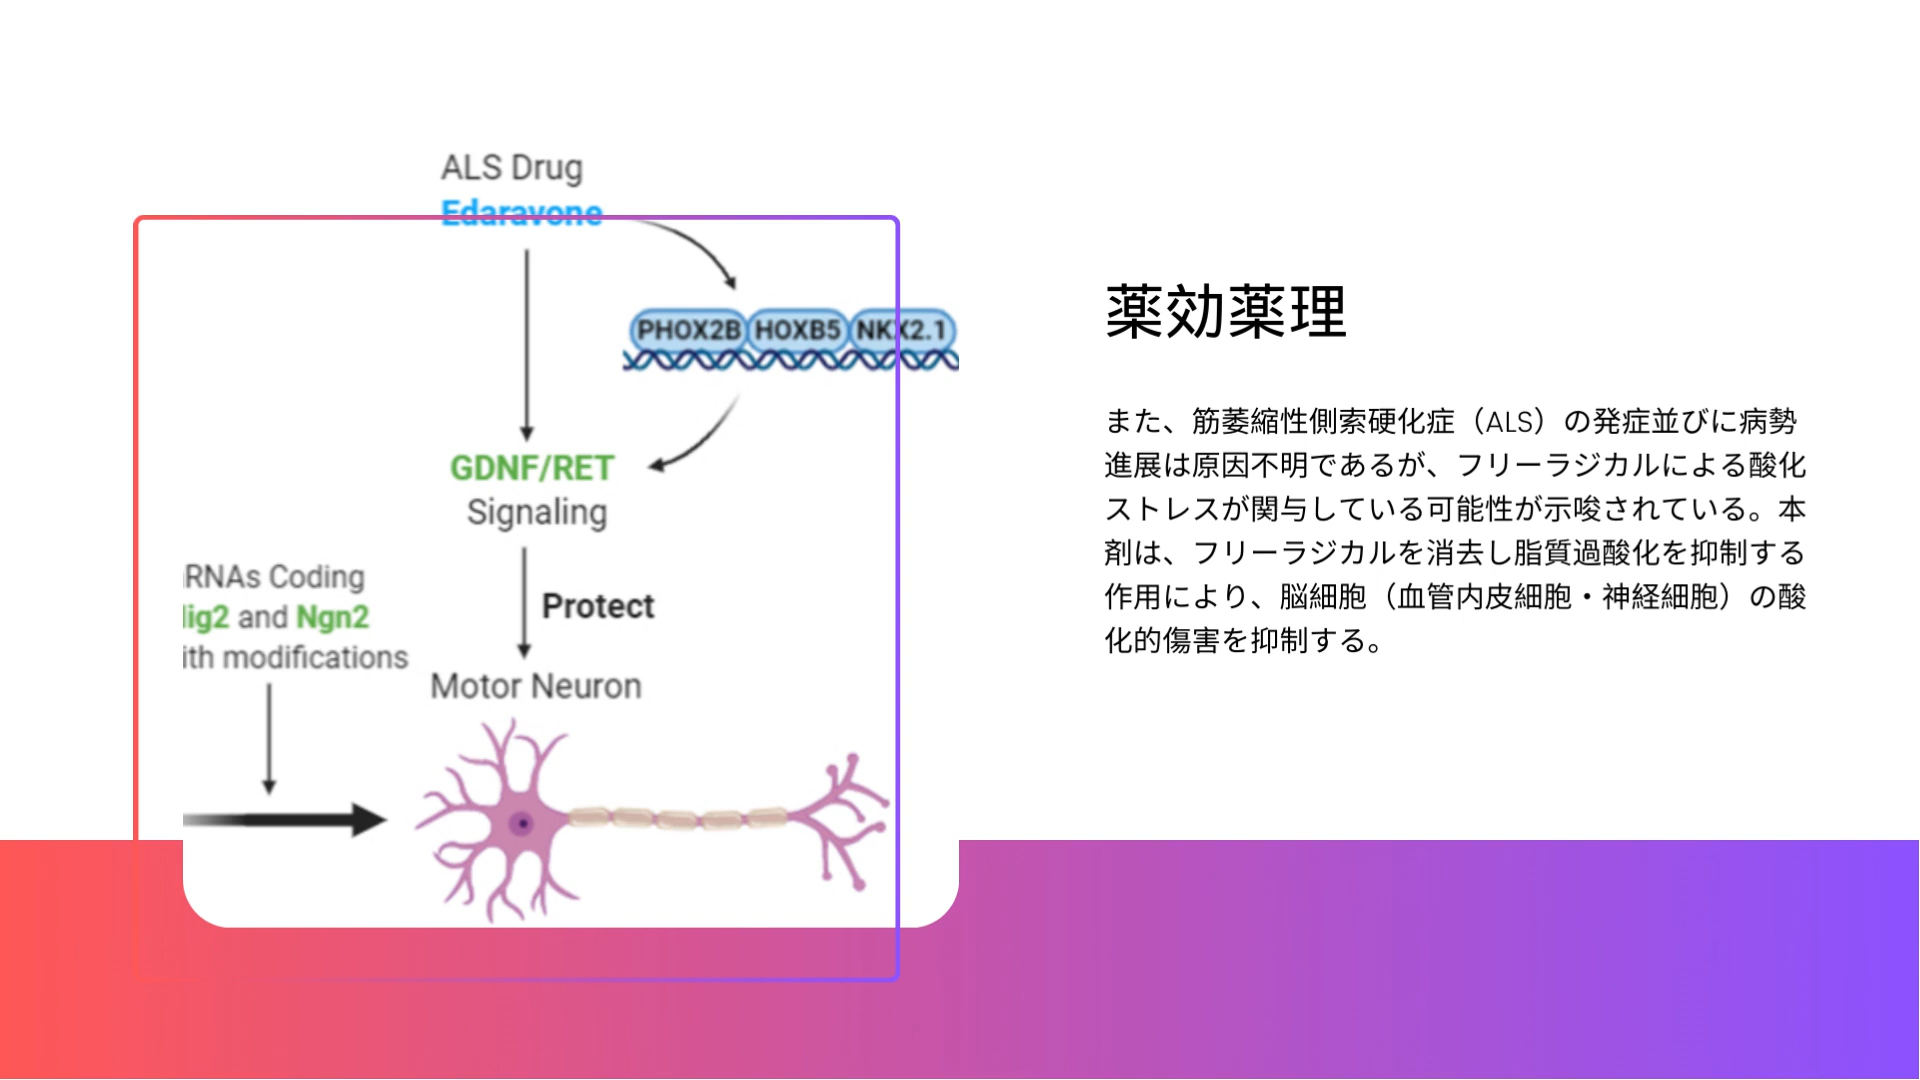 ALS Drug
Edaravone
PHOX2B HOXB5 NKX2.1
GDNF/RET
Signaling
RNAs Coding
lig2 and Ngn2
ith modifications
Protect
Motor Neuron
薬効薬理
また、筋萎縮性側索硬化症（ALS）の発症並びに病勢
進展は原因不明であるが、フリーラジカルによる酸化
ストレスが関与している可能性が示唆されている。本
剤は、フリーラジカルを消去し脂質過酸化を抑制する
作用により、脳細胞（血管内皮細胞・神経細胞）の酸
化的傷害を抑制する。